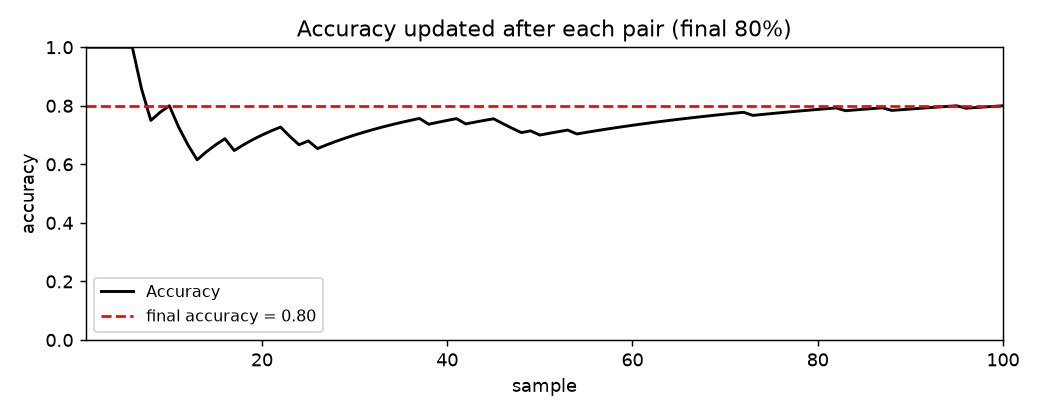 Accuracy updated after each pair (final 80%)
1.0
0.8
0.6
0.4
0.2
0.0
accuracy
Accuracy
final accuracy = 0.80
20
40
60
80
100
sample